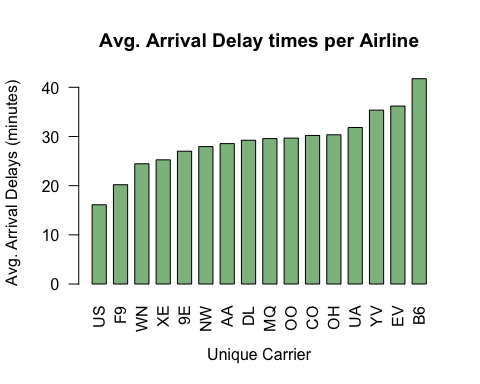 Avg. Arrival Delay times per Airline
Avg. Arrival Delays (minutes)
40
30
20
10
0
US
F9
WN
XE
9E
NW
AA
DL
MQ
OO
CO
OH
UA
YV
EV
B6
Unique Carrier